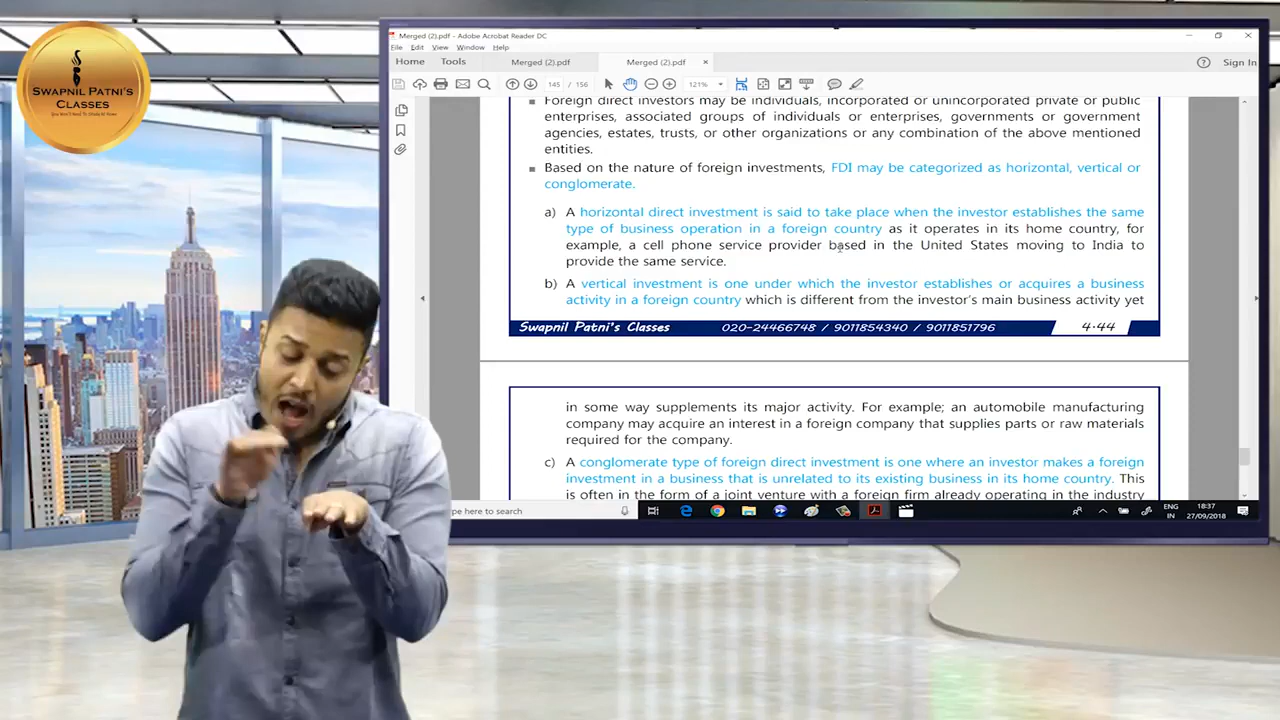 SWAPNIL PATNI'S
CLASSES
Merged (2).pdf - Adobe Acrobat Reader DC
File Edit View Window Help
Home Tools Merged (2).pdf Merged (2).pdf × Sign In
145 / 156 121%
Foreign direct investors may be individuals, incorporated or unincorporated private or public
enterprises, associated groups of individuals or enterprises, governments or government
agencies, estates, trusts, or other organizations or any combination of the above mentioned
entities.
Based on the nature of foreign investments, FDI may be categorized as horizontal, vertical or
conglomerate.
a) A horizontal direct investment is said to take place when the investor establishes the same
type of business operation in a foreign country as it operates in its home country, for
example, a cell phone service provider based in the United States moving to India to
provide the same service.
b) A vertical investment is one under which the investor establishes or acquires a business
activity in a foreign country which is different from the investor's main business activity yet
Swapnil Patni's Classes 020-24466748 / 9011854340 / 9011851796 4.44
in some way supplements its major activity. For example; an automobile manufacturing
company may acquire an interest in a foreign company that supplies parts or raw materials
required for the company.
c) A conglomerate type of foreign direct investment is one where an investor makes a foreign
investment in a business that is unrelated to its existing business in its home country. This
is often in the form of a joint venture with a foreign firm already operating in the industry
ype here to search
ENG 18:37
IN 27/09/2018